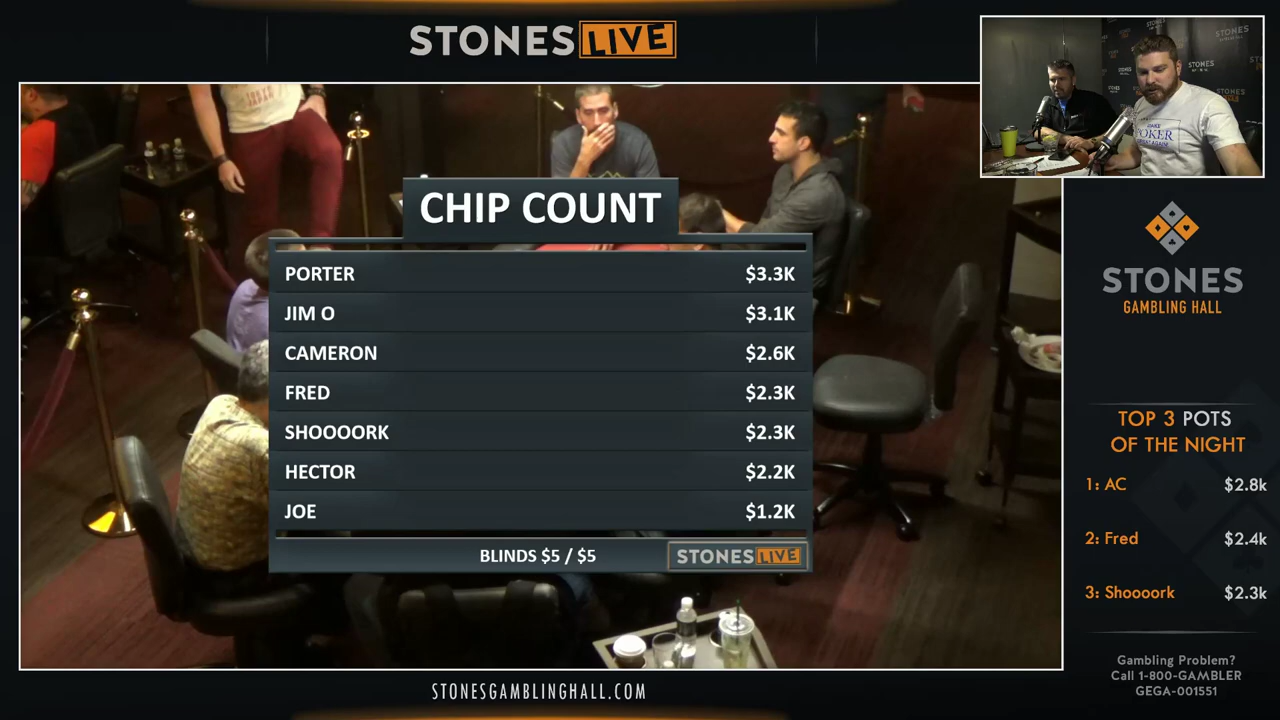 STONES LIVE
CHIP COUNT
PORTER $3.3K
JIM O $3.1K
CAMERON $2.6K
FRED $2.3K
SHOOOORK $2.3K
HECTOR $2.2K
JOE $1.2K
BLINDS $5 / $5 STONES LIVE
STONESGAMBLINGHALL.COM
STONES
POKER
STONES
GAMBLING HALL
TOP 3 POTS
OF THE NIGHT
1: AC $2.8k
2: Fred $2.4k
3: Shoooork $2.3k
Gambling Problem?
Call 1-800-GAMBLER
GEGA-001551